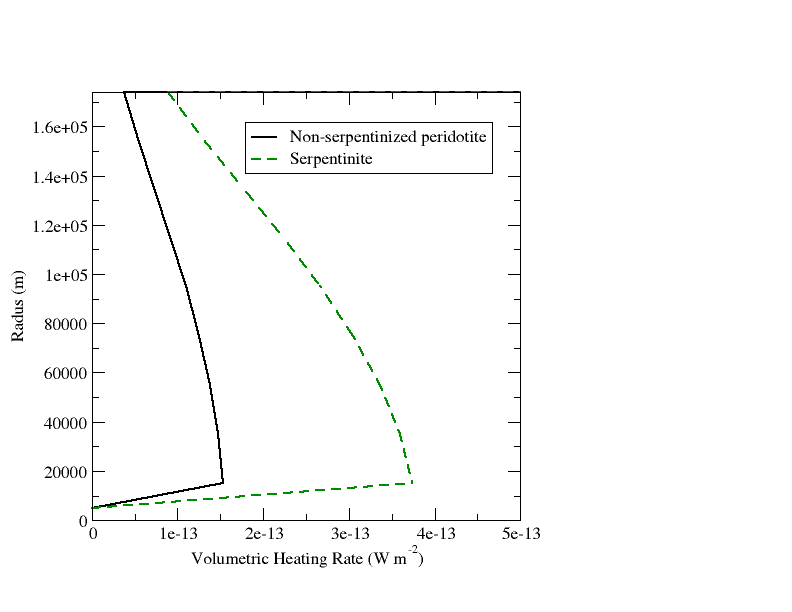 Non-serpentinized peridotite
Serpentinite
1.6e+05
1.4e+05
1.2e+05
1e+05
80000
60000
40000
20000
0
Radus (m)
0 1e-13 2e-13 3e-13 4e-13 5e-13
Volumetric Heating Rate (W m⁻²)